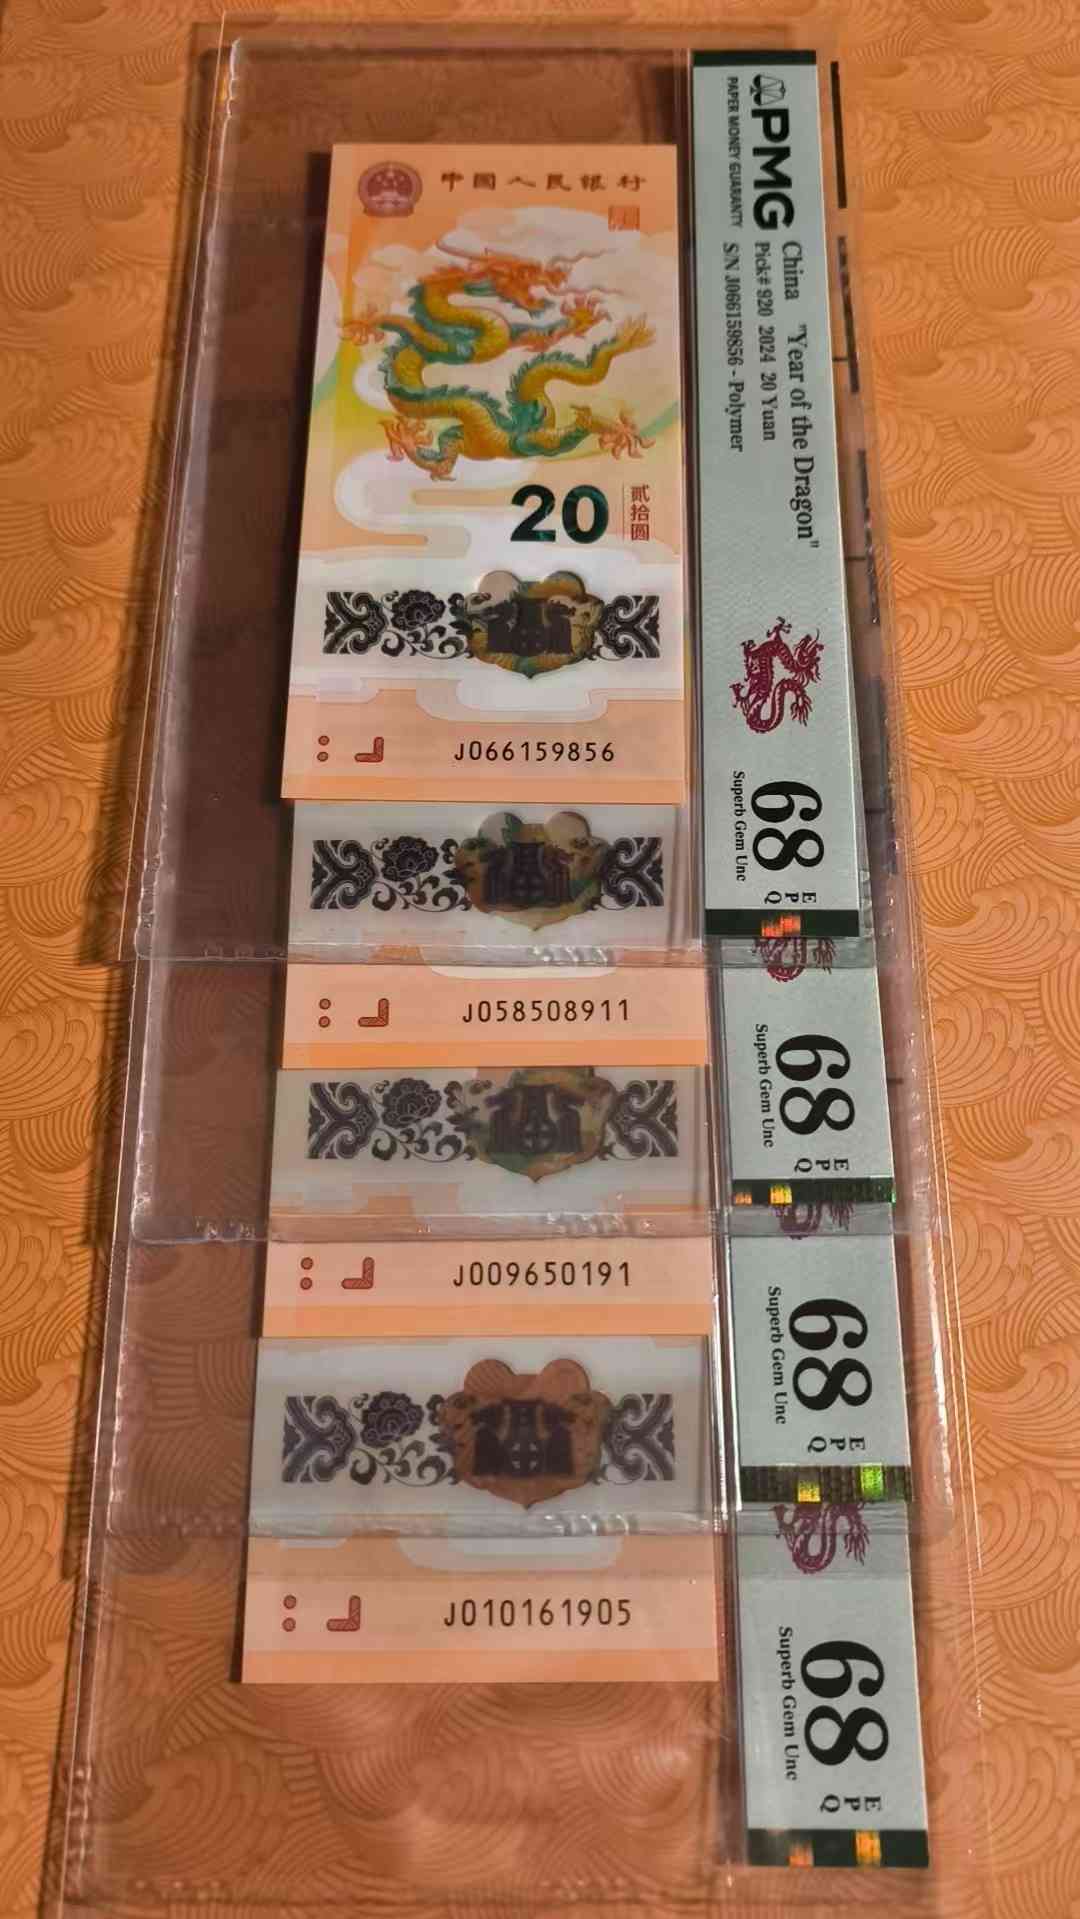 中国人民银行
20
贰拾圆
J066159856
PMG
PAPER MONEY GUARANTY
China "Year of the Dragon"
Pick# 920 2024 20 Yuan
S/N J066159856 - Polymer
68
EPQ
Superb Gem Unc
J058508911
68
EPQ
Superb Gem Unc
J009650191
68
EPQ
Superb Gem Unc
J010161905
68
EPQ
Superb Gem Unc